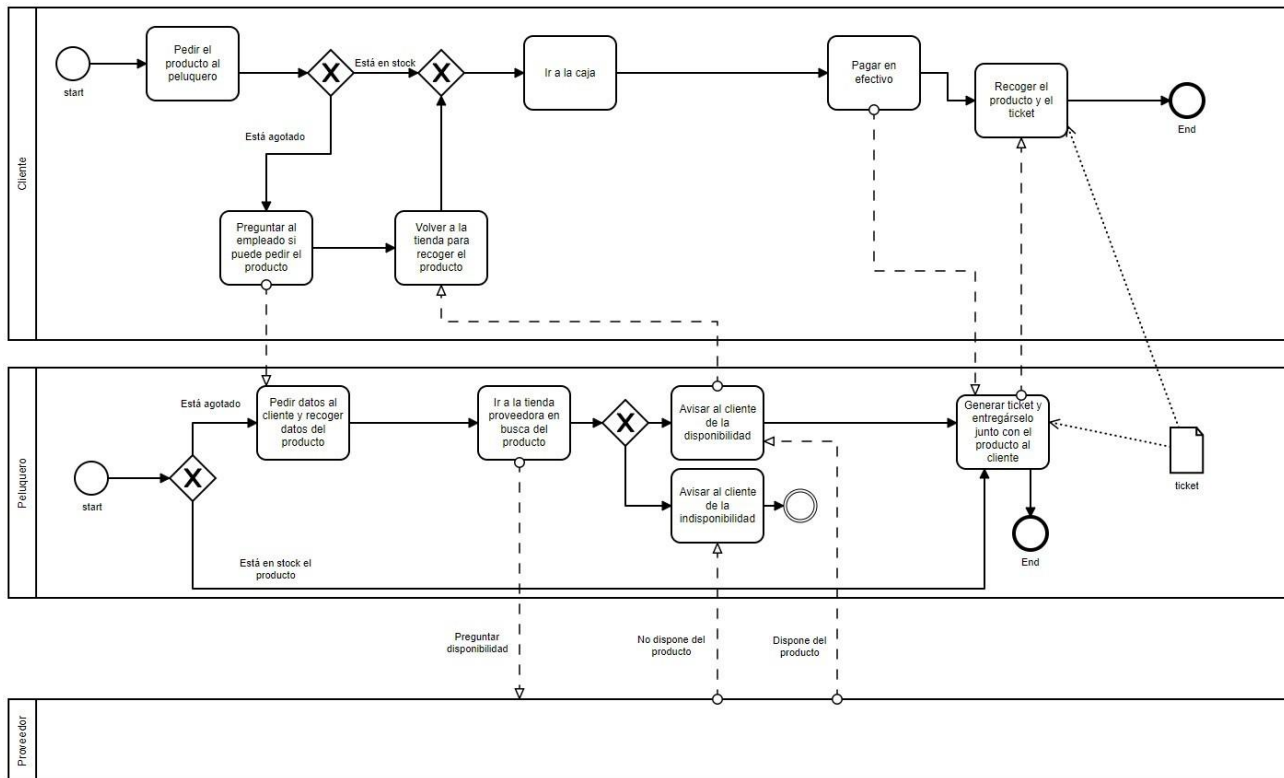 Cliente
start
Pedir el
producto al
peluquero
Está en stock
Está agotado
Ir a la caja
Pagar en
efectivo
Recoger el
producto y el
ticket
End
Preguntar al
empleado si
puede pedir el
producto
Volver a la
tienda para
recoger el
producto
Peluquero
start
Está agotado
Pedir datos al
cliente y recoger
datos del
producto
Ir a la tienda
proveedora en
busca del
producto
Avisar al cliente
de la
disponibilidad
Avisar al cliente
de la
indisponibilidad
Generar ticket y
entregárselo
junto con el
producto al
cliente
ticket
End
Está en stock el
producto
Preguntar
disponibilidad
No dispone del
producto
Dispone del
producto
Proveedor